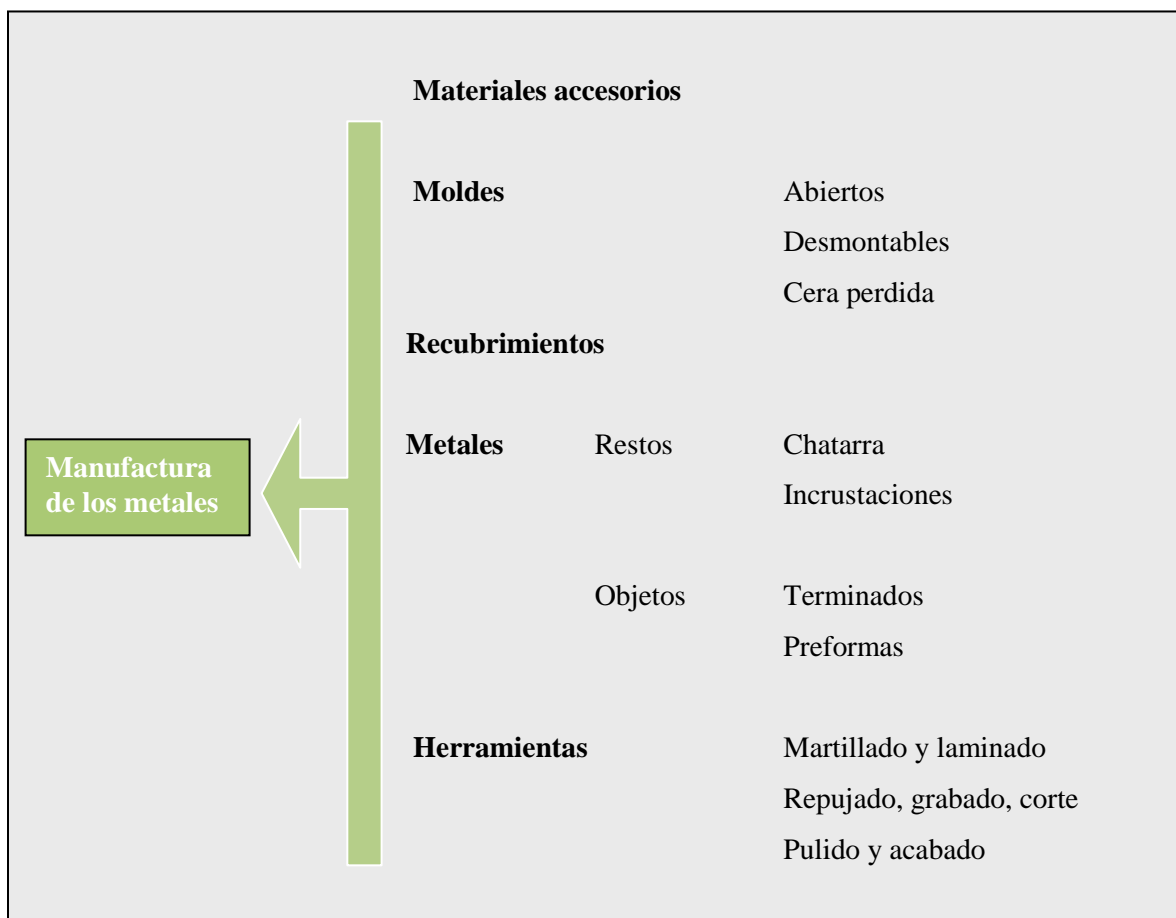 Materiales accesorios
Moldes Abiertos
Desmontables
Cera perdida
Recubrimientos
Metales Restos Chatarra
Incrustaciones
Manufactura
de los metales
Objetos Terminados
Preformas
Herramientas Martillado y laminado
Repujado, grabado, corte
Pulido y acabado